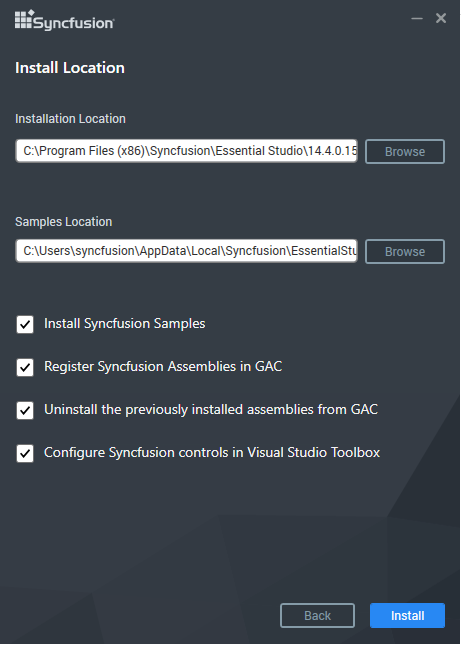 Syncfusion
Install Location
Installation Location
C:\Program Files (x86)\Syncfusion\Essential Studio\14.4.0.15
Browse
Samples Location
C:\Users\syncfusion\AppData\Local\Syncfusion\EssentialStu
Browse
Install Syncfusion Samples
Register Syncfusion Assemblies in GAC
Uninstall the previously installed assemblies from GAC
Configure Syncfusion controls in Visual Studio Toolbox
Back
Install